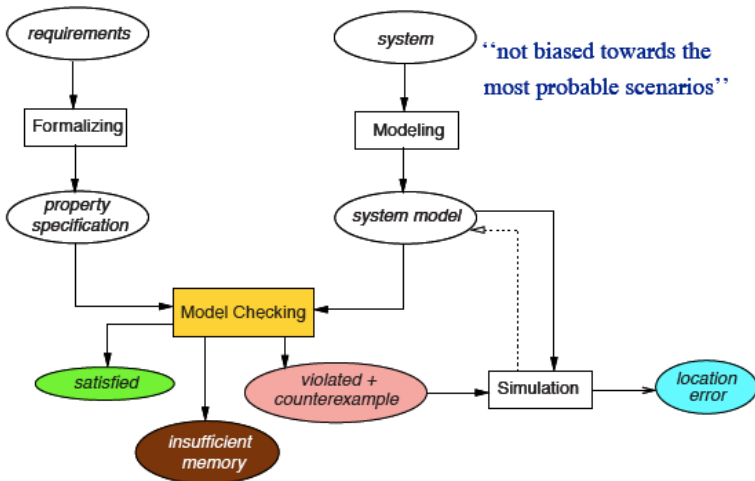 requirements
system
‘‘not biased towards the
most probable scenarios’’
Formalizing
Modeling
property
specification
system model
Model Checking
satisfied
violated +
counterexample
Simulation
location
error
insufficient
memory